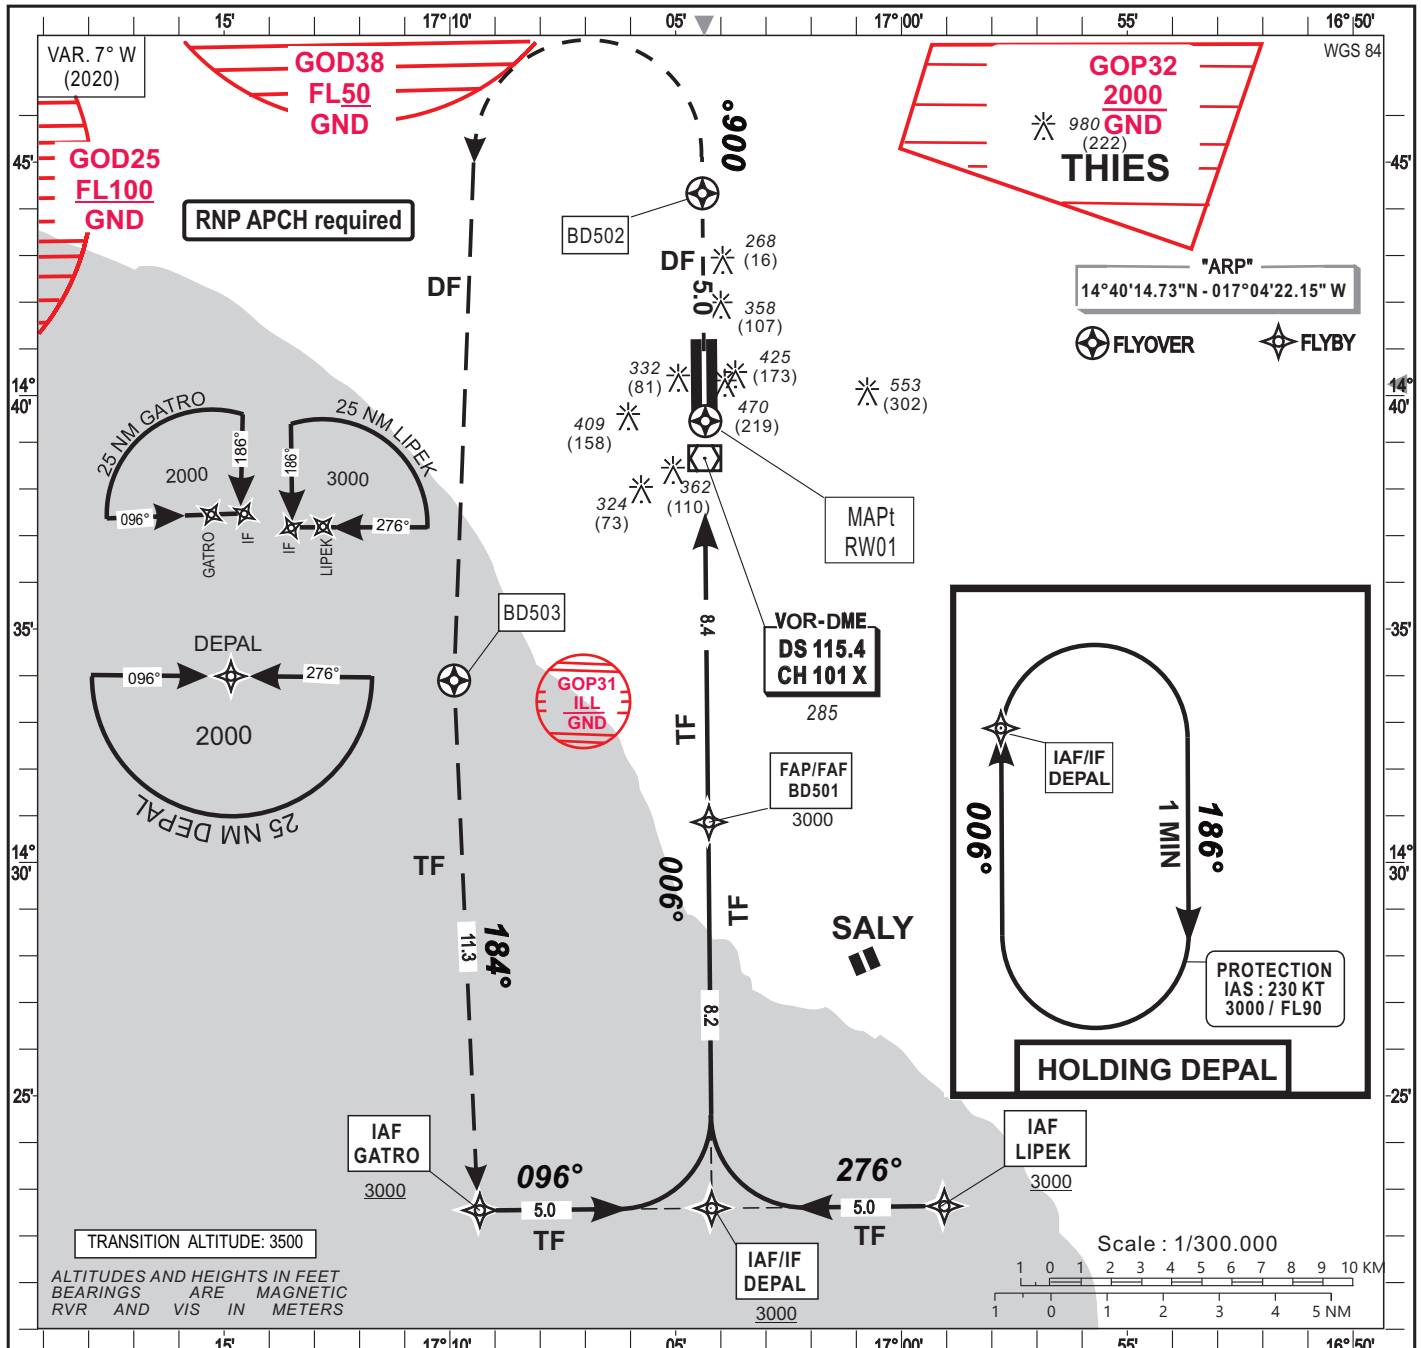 15'
17°10'
05'
17°00'
55'
16°50'
VAR. 7° W
(2020)
WGS 84
GOD38
FL50
GND
GOP32
2000
GND
980
(222)
THIES
006°
45'
45'
GOD25
FL100
GND
RNP APCH required
BD502
268
(16)
DF
DF
5.0
358
(107)
"ARP"
14°40'14.73"N - 017°04'22.15" W
FLYOVER
FLYBY
332
(81)
425
(173)
553
(302)
14°
40'
14°
40'
409
(158)
470
(219)
25 NM GATRO
186°
2000
096°
GATRO
IF
25 NM LIPEK
186°
3000
276°
IF
LIPEK
324
(73)
362
(110)
MAPt
RW01
8.4
35'
35'
BD503
VOR-DME
DS 115.4
CH 101 X
285
DEPAL
096°
276°
2000
25 NM DEPAL
GOP31
ILL
GND
TF
FAP/FAF
BD501
3000
IAF/IF
DEPAL
006°
1 MIN
186°
PROTECTION
IAS : 230 KT
3000 / FL90
HOLDING DEPAL
14°
30'
14°
30'
TF
006°
TF
SALY
11.3
184°
8.2
25'
25'
IAF
GATRO
3000
096°
5.0
TF
276°
5.0
TF
IAF
LIPEK
3000
IAF/IF
DEPAL
3000
TRANSITION ALTITUDE: 3500
ALTITUDES AND HEIGHTS IN FEET
BEARINGS ARE MAGNETIC
RVR AND VIS IN METERS
Scale : 1/300.000
1 0 1 2 3 4 5 6 7 8 9 10 KM
1 0 1 2 3 4 5 NM
15'
17°10'
05'
17°00'
55'
16°50'